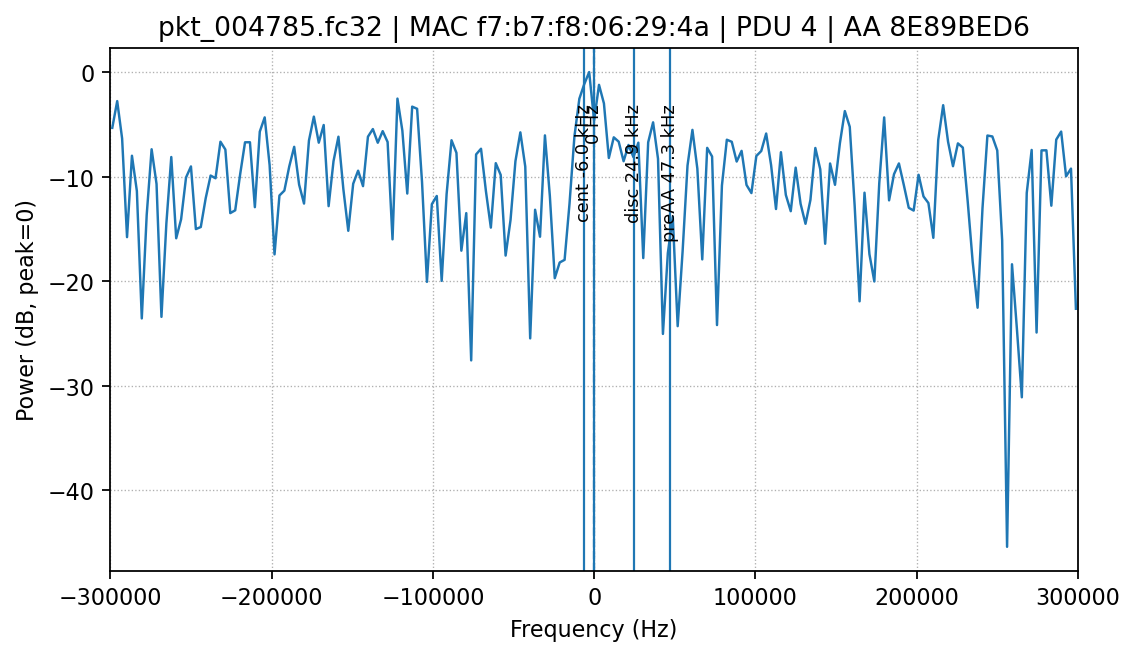 pkt_004785.fc32 | MAC f7:b7:f8:06:29:4a | PDU 4 | AA 8E89BED6
Power (dB, peak=0)
0
−10
−20
−30
−40
cent -6.0 kHz
0 Hz
disc 24.9 kHz
preAA 47.3 kHz
−300000
−200000
−100000
0
100000
200000
300000
Frequency (Hz)